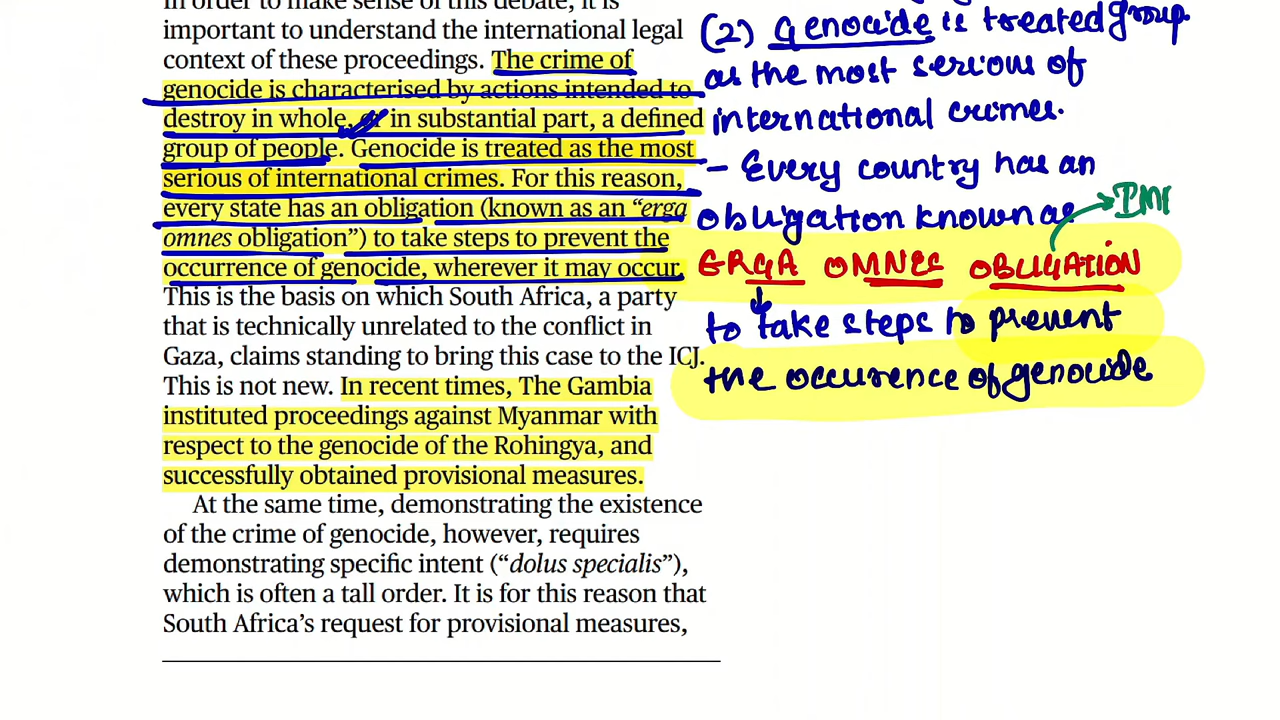 In order to make sense of this debate, it is
important to understand the international legal
context of these proceedings. The crime of
genocide is characterised by actions intended to
destroy in whole, or in substantial part, a defined
group of people. Genocide is treated as the most
serious of international crimes. For this reason,
every state has an obligation (known as an “erga
omnes obligation”) to take steps to prevent the
occurrence of genocide, wherever it may occur.
This is the basis on which South Africa, a party
that is technically unrelated to the conflict in
Gaza, claims standing to bring this case to the ICJ.
This is not new. In recent times, The Gambia
instituted proceedings against Myanmar with
respect to the genocide of the Rohingya, and
successfully obtained provisional measures.
At the same time, demonstrating the existence
of the crime of genocide, however, requires
demonstrating specific intent (“dolus specialis”),
which is often a tall order. It is for this reason that
South Africa’s request for provisional measures,
group.
(2) Genocide is treated
as the most serious of
international crimes.
- Every country has an
obligation known as
IMP
ERGA OMNES OBLIGATION
to take steps to prevent
the occurence of genocide